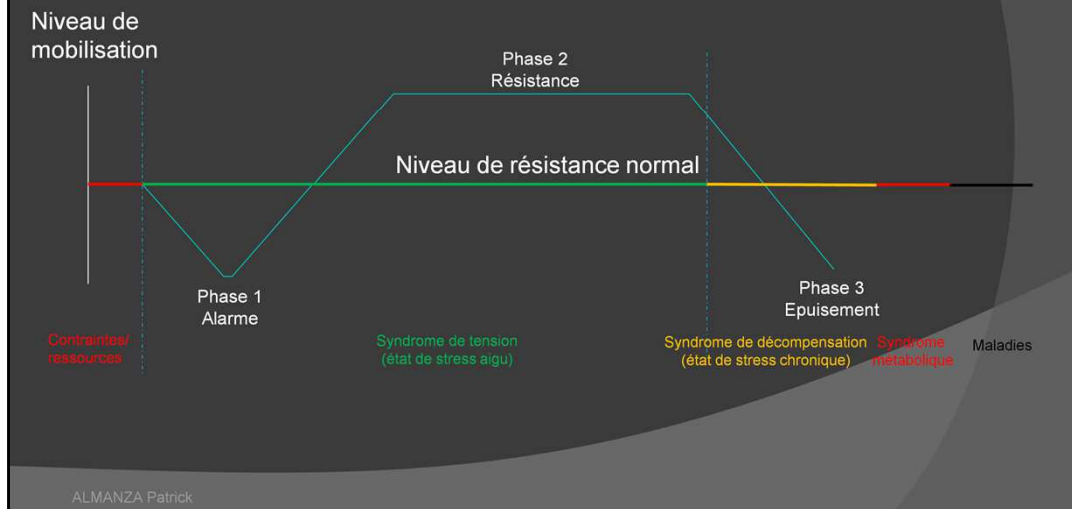 Niveau de
mobilisation
Phase 2
Résistance
Niveau de résistance normal
Phase 1
Alarme
Phase 3
Epuisement
Contraintes/
ressources
Syndrome de tension
(état de stress aigu)
Syndrome de décompensation
(état de stress chronique)
Syndrome
métabolique
Maladies
ALMANZA Patrick